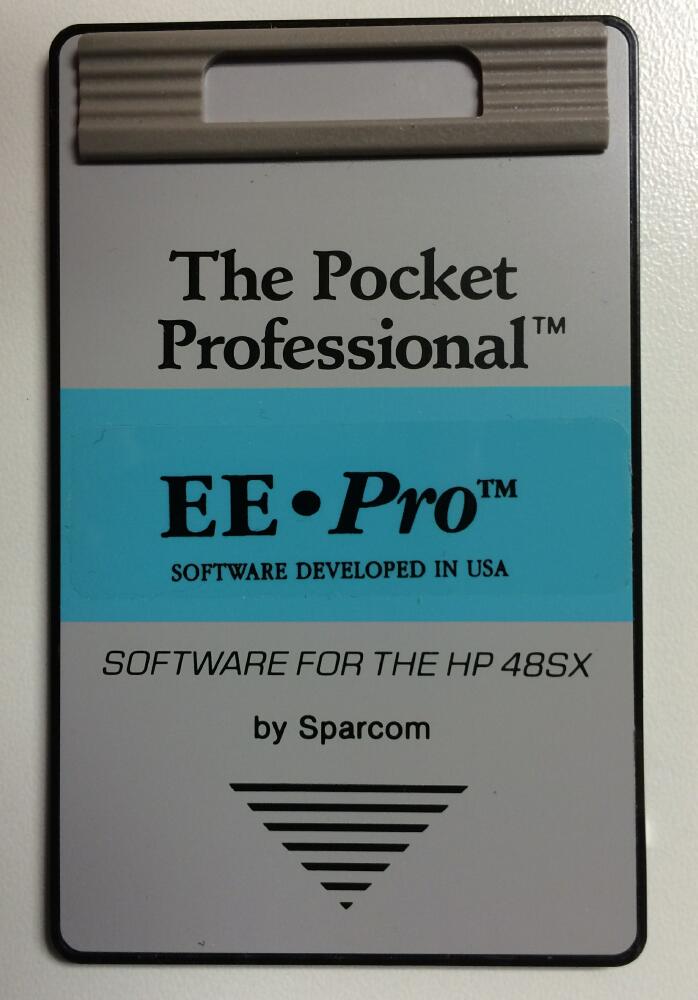 The Pocket
Professional™
EE•Pro™
SOFTWARE DEVELOPED IN USA
SOFTWARE FOR THE HP 48SX
by Sparcom